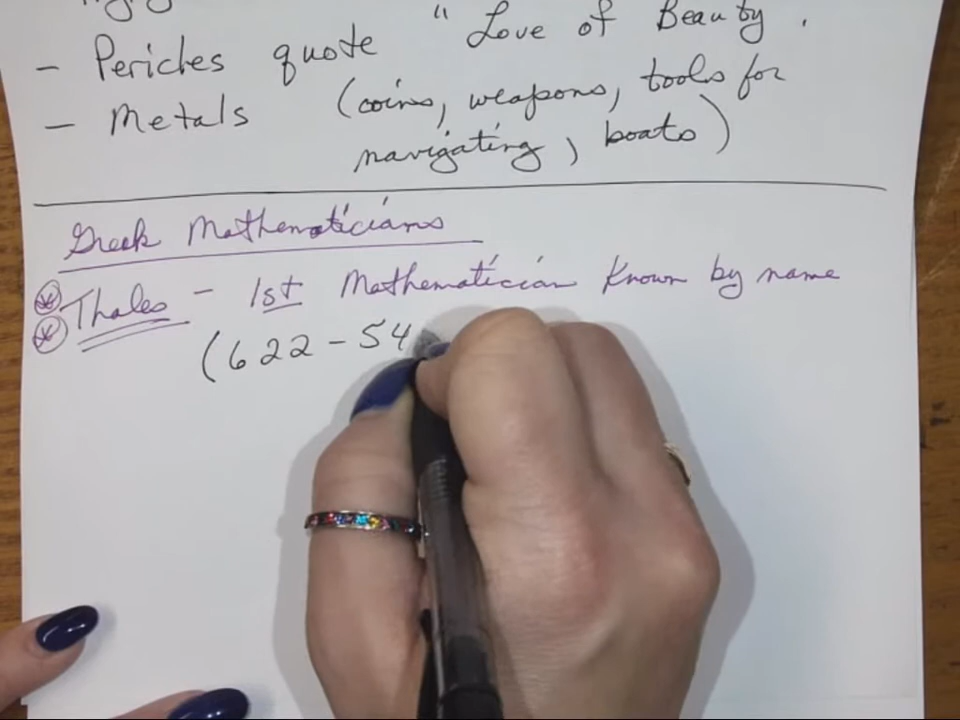 - Pericles quote " Love of Beauty.
- Metals (coins, weapons, tools for
navigating, boats)
Greek Mathematicians
Thales - 1st Mathematician Known by name
(622-54